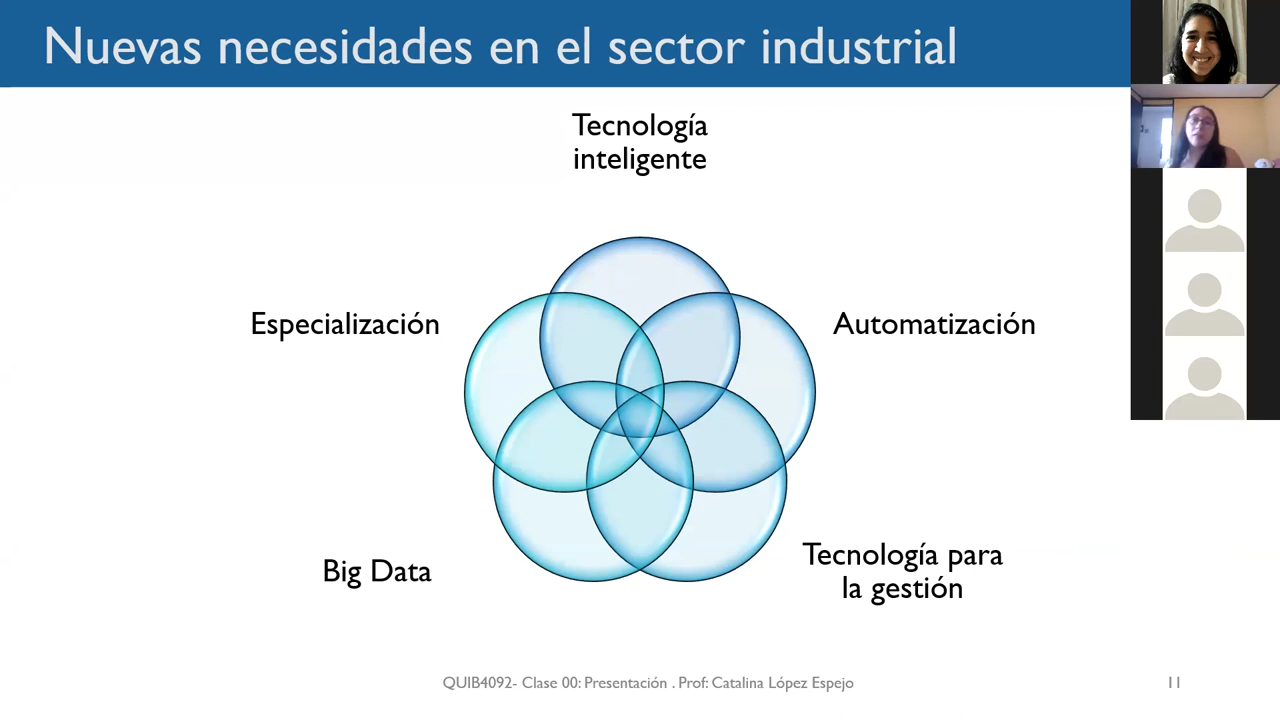 Nuevas necesidades en el sector industrial
Tecnología
inteligente
Especialización
Automatización
Big Data
Tecnología para
la gestión
QUIB4092- Clase 00: Presentación . Prof: Catalina López Espejo
11